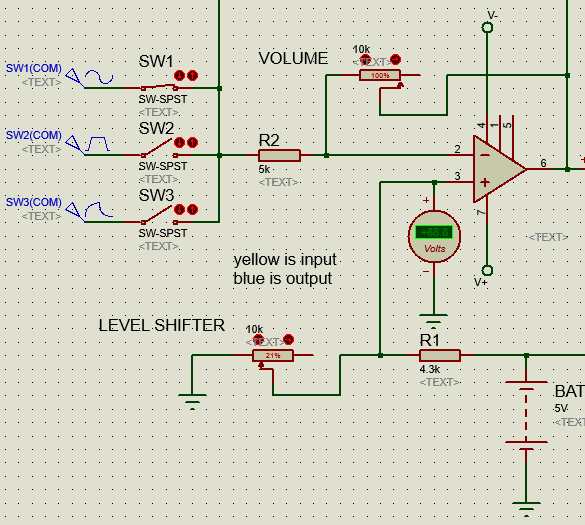 V-
SW1(COM)
<TEXT>
SW1
SW-SPST
<TEXT>
VOLUME
10k
<TEXT>
100%
SW2(COM)
<TEXT>
SW2
SW-SPST
<TEXT>
R2
5k
<TEXT>
4
1
5
2
3
6
7
<TEXT>
SW3(COM)
<TEXT>
SW3
SW-SPST
<TEXT>
+88.8
Volts
V+
yellow is input
blue is output
LEVEL SHIFTER
10k
<TEXT>
21%
R1
4.3k
<TEXT>
BAT
5V
<TEXT